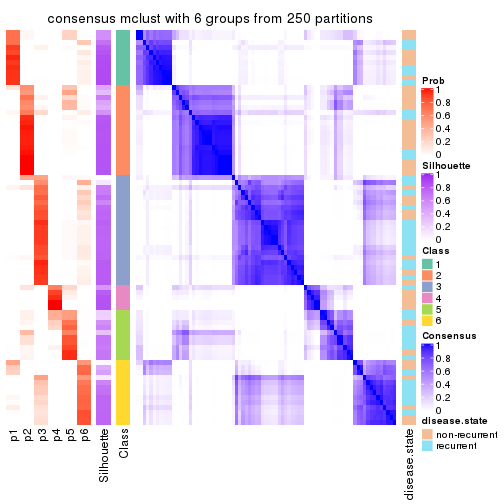 consensus mclust with 6 groups from 250 partitions
p1
p2
p3
p4
p5
p6
Silhouette
Class
disease.state
Prob
1
0.8
0.6
0.4
0.2
0
Silhouette
1
0.8
0.6
0.4
0.2
0
Class
1
2
3
4
5
6
Consensus
1
0.8
0.6
0.4
0.2
0
disease.state
non-recurrent
recurrent